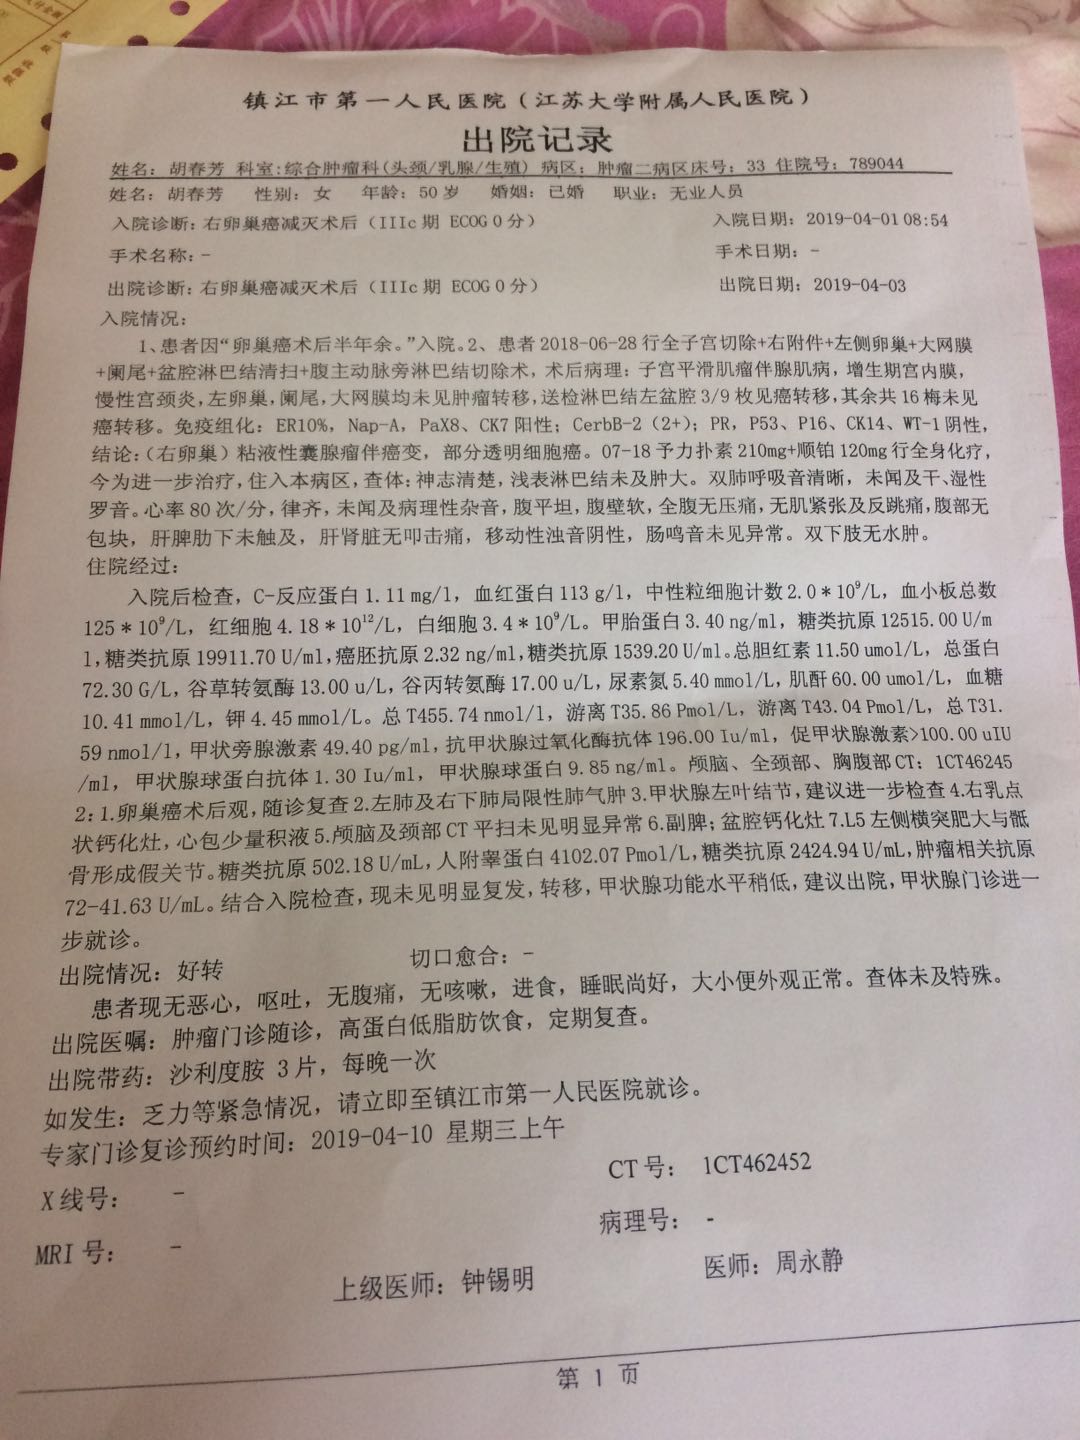 镇江市第一人民医院（江苏大学附属人民医院）
出院记录
姓名：胡春芳 科室:综合肿瘤科(头颈/乳腺/生殖) 病区：肿瘤二病区床号：33 住院号：789044
姓名：胡春芳 性别：女 年龄：50岁 婚姻：已婚 职业：无业人员
入院诊断：右卵巢癌减灭术后（IIIc期 ECOG 0分） 入院日期：2019-04-01 08:54
手术名称：- 手术日期：-
出院诊断：右卵巢癌减灭术后（IIIc期 ECOG 0分） 出院日期：2019-04-03
入院情况：
1、患者因“卵巢癌术后半年余。”入院。2、患者2018-06-28行全子宫切除+右附件+左侧卵巢+大网膜
+阑尾+盆腔淋巴结清扫+腹主动脉旁淋巴结切除术，术后病理：子宫平滑肌瘤伴腺肌病，增生期宫内膜，
慢性宫颈炎，左卵巢，阑尾，大网膜均未见肿瘤转移，送检淋巴结左盆腔3/9枚见癌转移，其余共16梅未见
癌转移。免疫组化：ER10%，Nap-A，PaX8、CK7阳性；CerbB-2（2+）；PR，P53、P16、CK14、WT-1阴性，
结论：（右卵巢）粘液性囊腺瘤伴癌变，部分透明细胞癌。07-18予力扑素210mg+顺铂120mg行全身化疗，
今为进一步治疗，住入本病区，查体：神志清楚，浅表淋巴结未及肿大。双肺呼吸音清晰，未闻及干、湿性
罗音。心率80次/分，律齐，未闻及病理性杂音，腹平坦，腹壁软，全腹无压痛，无肌紧张及反跳痛，腹部无
包块，肝脾肋下未触及，肝肾脏无叩击痛，移动性浊音阴性，肠鸣音未见异常。双下肢无水肿。
住院经过：
入院后检查，C-反应蛋白1.11mg/l，血红蛋白113 g/l，中性粒细胞计数2.0*10⁹/L，血小板总数
125*10⁹/L，红细胞4.18*10¹²/L，白细胞3.4*10⁹/L。甲胎蛋白3.40 ng/ml，糖类抗原12515.00 U/m
l，糖类抗原19911.70 U/ml，癌胚抗原2.32 ng/ml，糖类抗原1539.20 U/ml。总胆红素11.50 umol/L，总蛋白
72.30 G/L，谷草转氨酶13.00 u/L，谷丙转氨酶17.00 u/L，尿素氮5.40 mmol/L，肌酐60.00 umol/L，血糖
10.41 mmol/L，钾4.45 mmol/L。总T455.74 nmol/l，游离T35.86 Pmol/L，游离T43.04 Pmol/L，总T31.
59 nmol/l，甲状旁腺激素49.40 pg/ml，抗甲状腺过氧化酶抗体196.00 Iu/ml，促甲状腺激素>100.00 uIU
/ml，甲状腺球蛋白抗体1.30 Iu/ml，甲状腺球蛋白9.85 ng/ml。颅脑、全颈部、胸腹部CT：1CT46245
2：1.卵巢癌术后观，随诊复查2.左肺及右下肺局限性肺气肿3.甲状腺左叶结节，建议进一步检查4.右乳点
状钙化灶，心包少量积液5.颅脑及颈部CT平扫未见明显异常6.副脾；盆腔钙化灶7.L5左侧横突肥大与骶
骨形成假关节。糖类抗原502.18 U/mL，人附睾蛋白4102.07 Pmol/L，糖类抗原2424.94 U/mL，肿瘤相关抗原
72-41.63 U/mL。结合入院检查，现未见明显复发，转移，甲状腺功能水平稍低，建议出院，甲状腺门诊进一
步就诊。
出院情况：好转 切口愈合：-
患者现无恶心，呕吐，无腹痛，无咳嗽，进食，睡眠尚好，大小便外观正常。查体未及特殊。
出院医嘱：肿瘤门诊随诊，高蛋白低脂肪饮食，定期复查。
出院带药：沙利度胺 3片，每晚一次
如发生：乏力等紧急情况，请立即至镇江市第一人民医院就诊。
专家门诊复诊预约时间：2019-04-10 星期三上午
X线号： - CT号： 1CT462452
MRI号： - 病理号： -
上级医师：钟锡明 医师：周永静
第 1 页